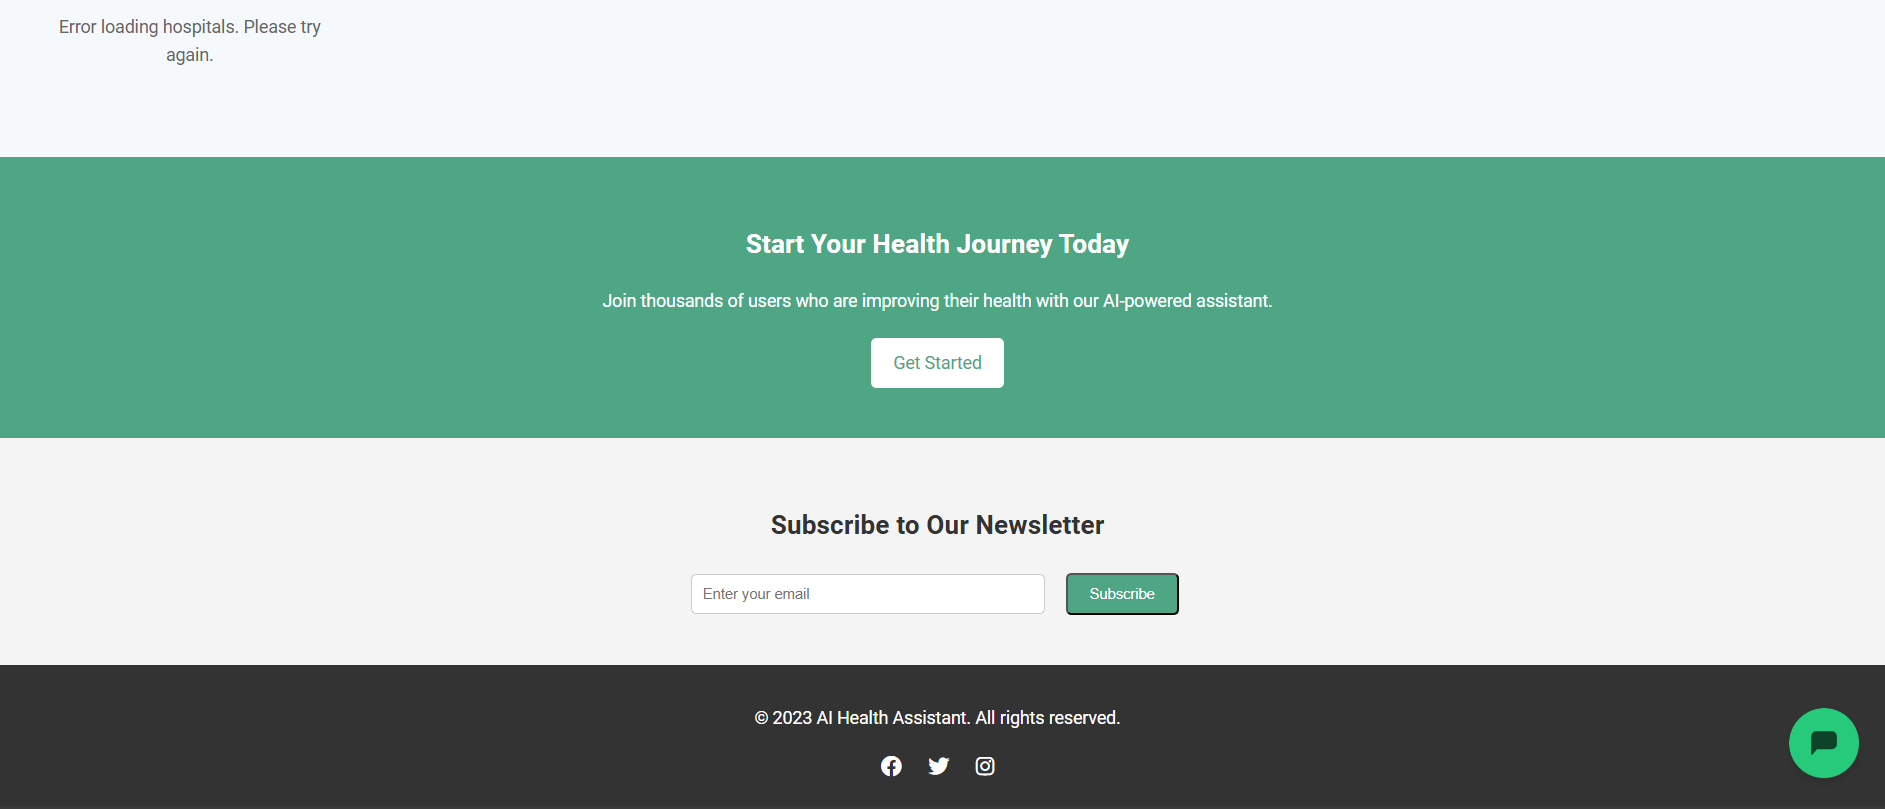 Error loading hospitals. Please try
again.
Start Your Health Journey Today
Join thousands of users who are improving their health with our AI-powered assistant.
Get Started
Subscribe to Our Newsletter
Enter your email
Subscribe
© 2023 AI Health Assistant. All rights reserved.